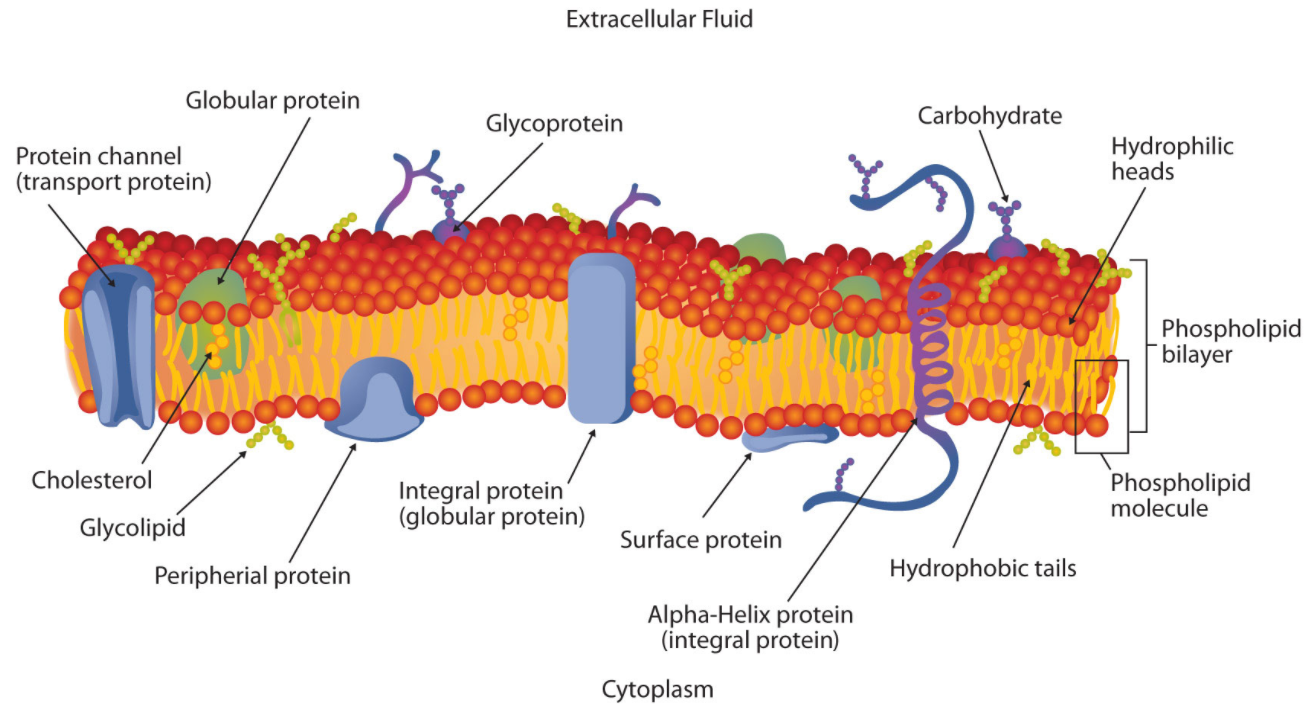 Extracellular Fluid
Globular protein
Glycoprotein
Carbohydrate
Hydrophilic
heads
Protein channel
(transport protein)
Phospholipid
bilayer
Cholesterol
Glycolipid
Peripherial protein
Integral protein
(globular protein)
Surface protein
Alpha-Helix protein
(integral protein)
Hydrophobic tails
Phospholipid
molecule
Cytoplasm